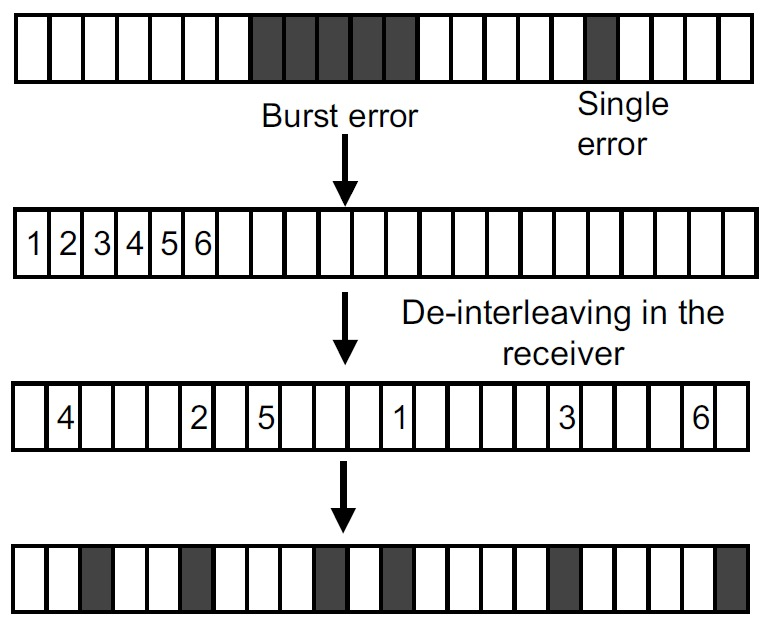 Burst error
Single
error
1 2 3 4 5 6
De-interleaving in the
receiver
4 2 5 1 3 6